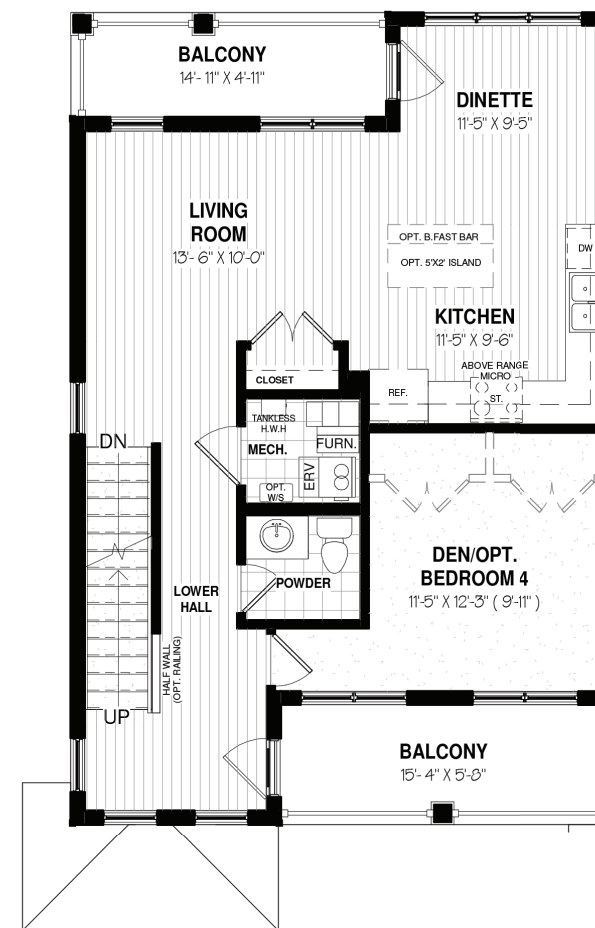 BALCONY
14'- 11" X 4'-11"
DINETTE
11'-5" X 9'-5"
LIVING
ROOM
13'- 6" X 10'-0"
OPT. B.FAST BAR
OPT. 5'X2' ISLAND
DW
KITCHEN
11'-5" X 9'-6"
ABOVE RANGE
MICRO
ST.
REF.
CLOSET
TANKLESS
H.W.H
MECH.
FURN.
ERV
OPT.
W/S
DN
POWDER
LOWER
HALL
DEN/OPT.
BEDROOM 4
11'-5" X 12'-3" ( 9'-11" )
HALF WALL
(OPT. RAILING)
UP
BALCONY
15'- 4" X 5'-8"